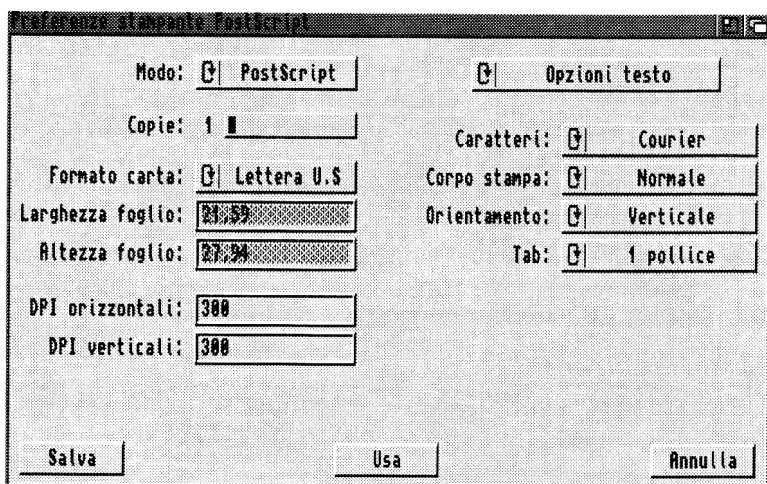 Preferenze stampante PostScript
Modo: PostScript
Opzioni testo
Copie: 1
Caratteri: Courier
Formato carta: Lettera U.S
Corpo stampa: Normale
Larghezza foglio: 21,59
Orientamento: Verticale
Altezza foglio: 27,94
Tab: 1 pollice
DPI orizzontali: 300
DPI verticali: 300
Salva
Usa
Annulla